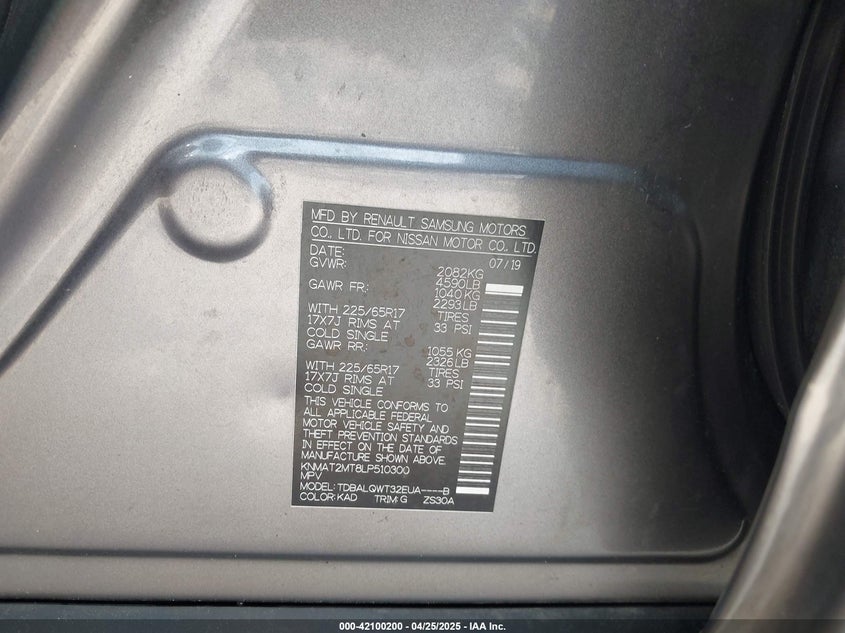 MFD BY RENAULT SAMSUNG MOTORS
CO., LTD. FOR NISSAN MOTOR CO., LTD.
DATE: 07/19
GVWR: 2082KG
4590LB
GAWR FR: 1040KG
2293LB
WITH 225/65R17 TIRES
17X7J RIMS AT 33 PSI
COLD SINGLE
GAWR RR: 1055KG
2326LB
WITH 225/65R17 TIRES
17X7J RIMS AT 33 PSI
COLD SINGLE
THIS VEHICLE CONFORMS TO
ALL APPLICABLE FEDERAL
MOTOR VEHICLE SAFETY AND
THEFT PREVENTION STANDARDS
IN EFFECT ON THE DATE OF
MANUFACTURE SHOWN ABOVE.
KNMAT2MT8LP510300
MPV
MODEL: TDBALQWT32EUA----B
COLOR: KAD TRIM: G ZS30A
000-42100200 - 04/25/2025 - IAA Inc.